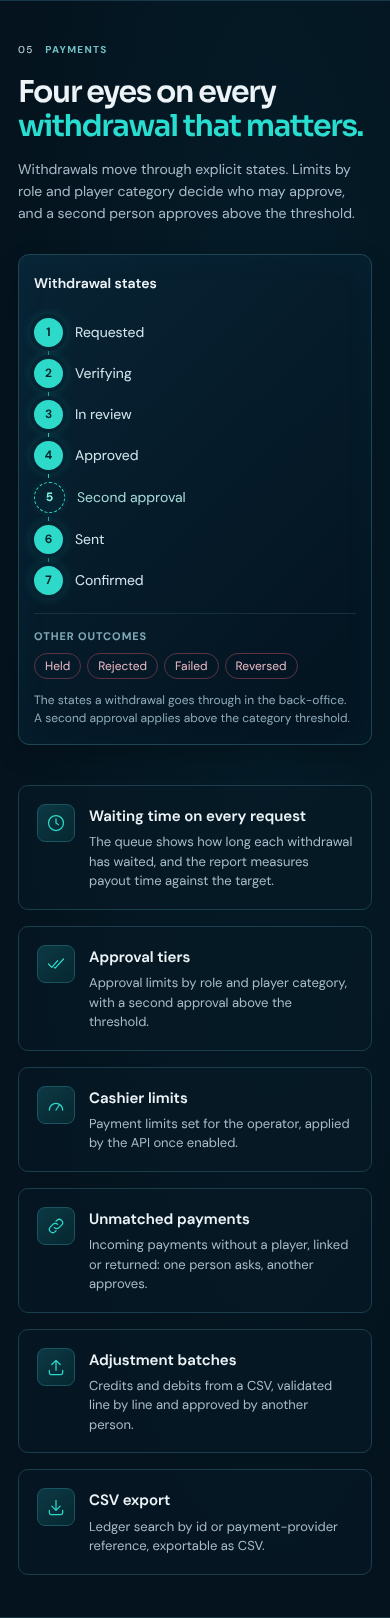 05 PAYMENTS
Four eyes on every
withdrawal that matters.
Withdrawals move through explicit states. Limits by
role and player category decide who may approve,
and a second person approves above the threshold.
Withdrawal states
1 Requested
2 Verifying
3 In review
4 Approved
5 Second approval
6 Sent
7 Confirmed
OTHER OUTCOMES
Held Rejected Failed Reversed
The states a withdrawal goes through in the back-office.
A second approval applies above the category threshold.
Waiting time on every request
The queue shows how long each withdrawal
has waited, and the report measures
payout time against the target.
Approval tiers
Approval limits by role and player category,
with a second approval above the
threshold.
Cashier limits
Payment limits set for the operator, applied
by the API once enabled.
Unmatched payments
Incoming payments without a player, linked
or returned: one person asks, another
approves.
Adjustment batches
Credits and debits from a CSV, validated
line by line and approved by another
person.
CSV export
Ledger search by id or payment-provider
reference, exportable as CSV.